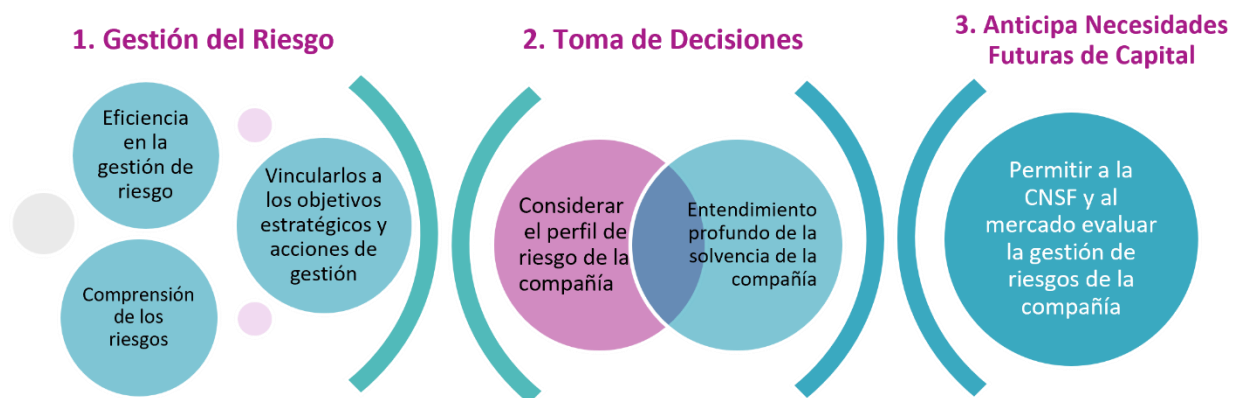 1. Gestión del Riesgo
Eficiencia
en la
gestión de
riesgo
Vincularlos a
los objetivos
estratégicos y
acciones de
gestión
Comprensión
de los
riesgos
2. Toma de Decisiones
Considerar
el perfil de
riesgo de la
compañía
Entendimiento
profundo de la
solvencia de la
compañía
3. Anticipa Necesidades
Futuras de Capital
Permitir a la
CNSF y al
mercado evaluar
la gestión de
riesgos de la
compañía